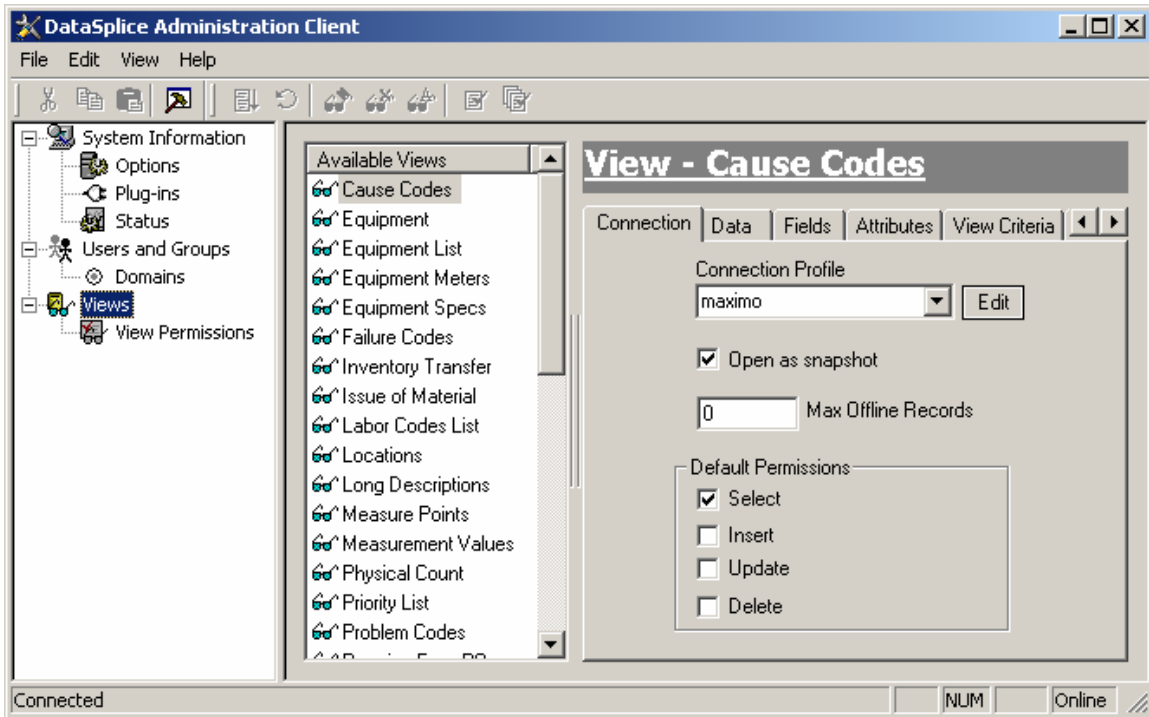 DataSplice Administration Client
File Edit View Help
System Information
Options
Plug-ins
Status
Users and Groups
Domains
Views
View Permissions
Available Views
Cause Codes
Equipment
Equipment List
Equipment Meters
Equipment Specs
Failure Codes
Inventory Transfer
Issue of Material
Labor Codes List
Locations
Long Descriptions
Measure Points
Measurement Values
Physical Count
Priority List
Problem Codes
View - Cause Codes
Connection Data Fields Attributes View Criteria
Connection Profile
maximo Edit
Open as snapshot
0 Max Offline Records
Default Permissions
Select
Insert
Update
Delete
Connected NUM Online